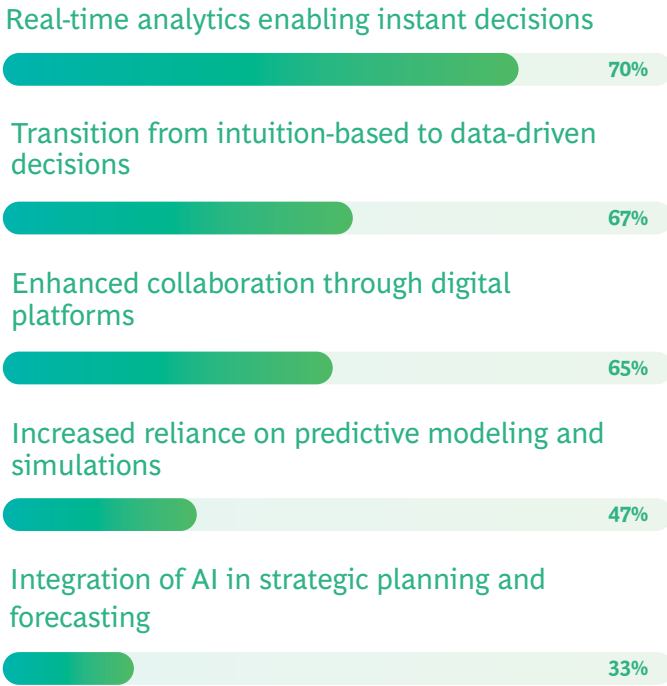 Real-time analytics enabling instant decisions
70%
Transition from intuition-based to data-driven
decisions
67%
Enhanced collaboration through digital
platforms
65%
Increased reliance on predictive modeling and
simulations
47%
Integration of AI in strategic planning and
forecasting
33%